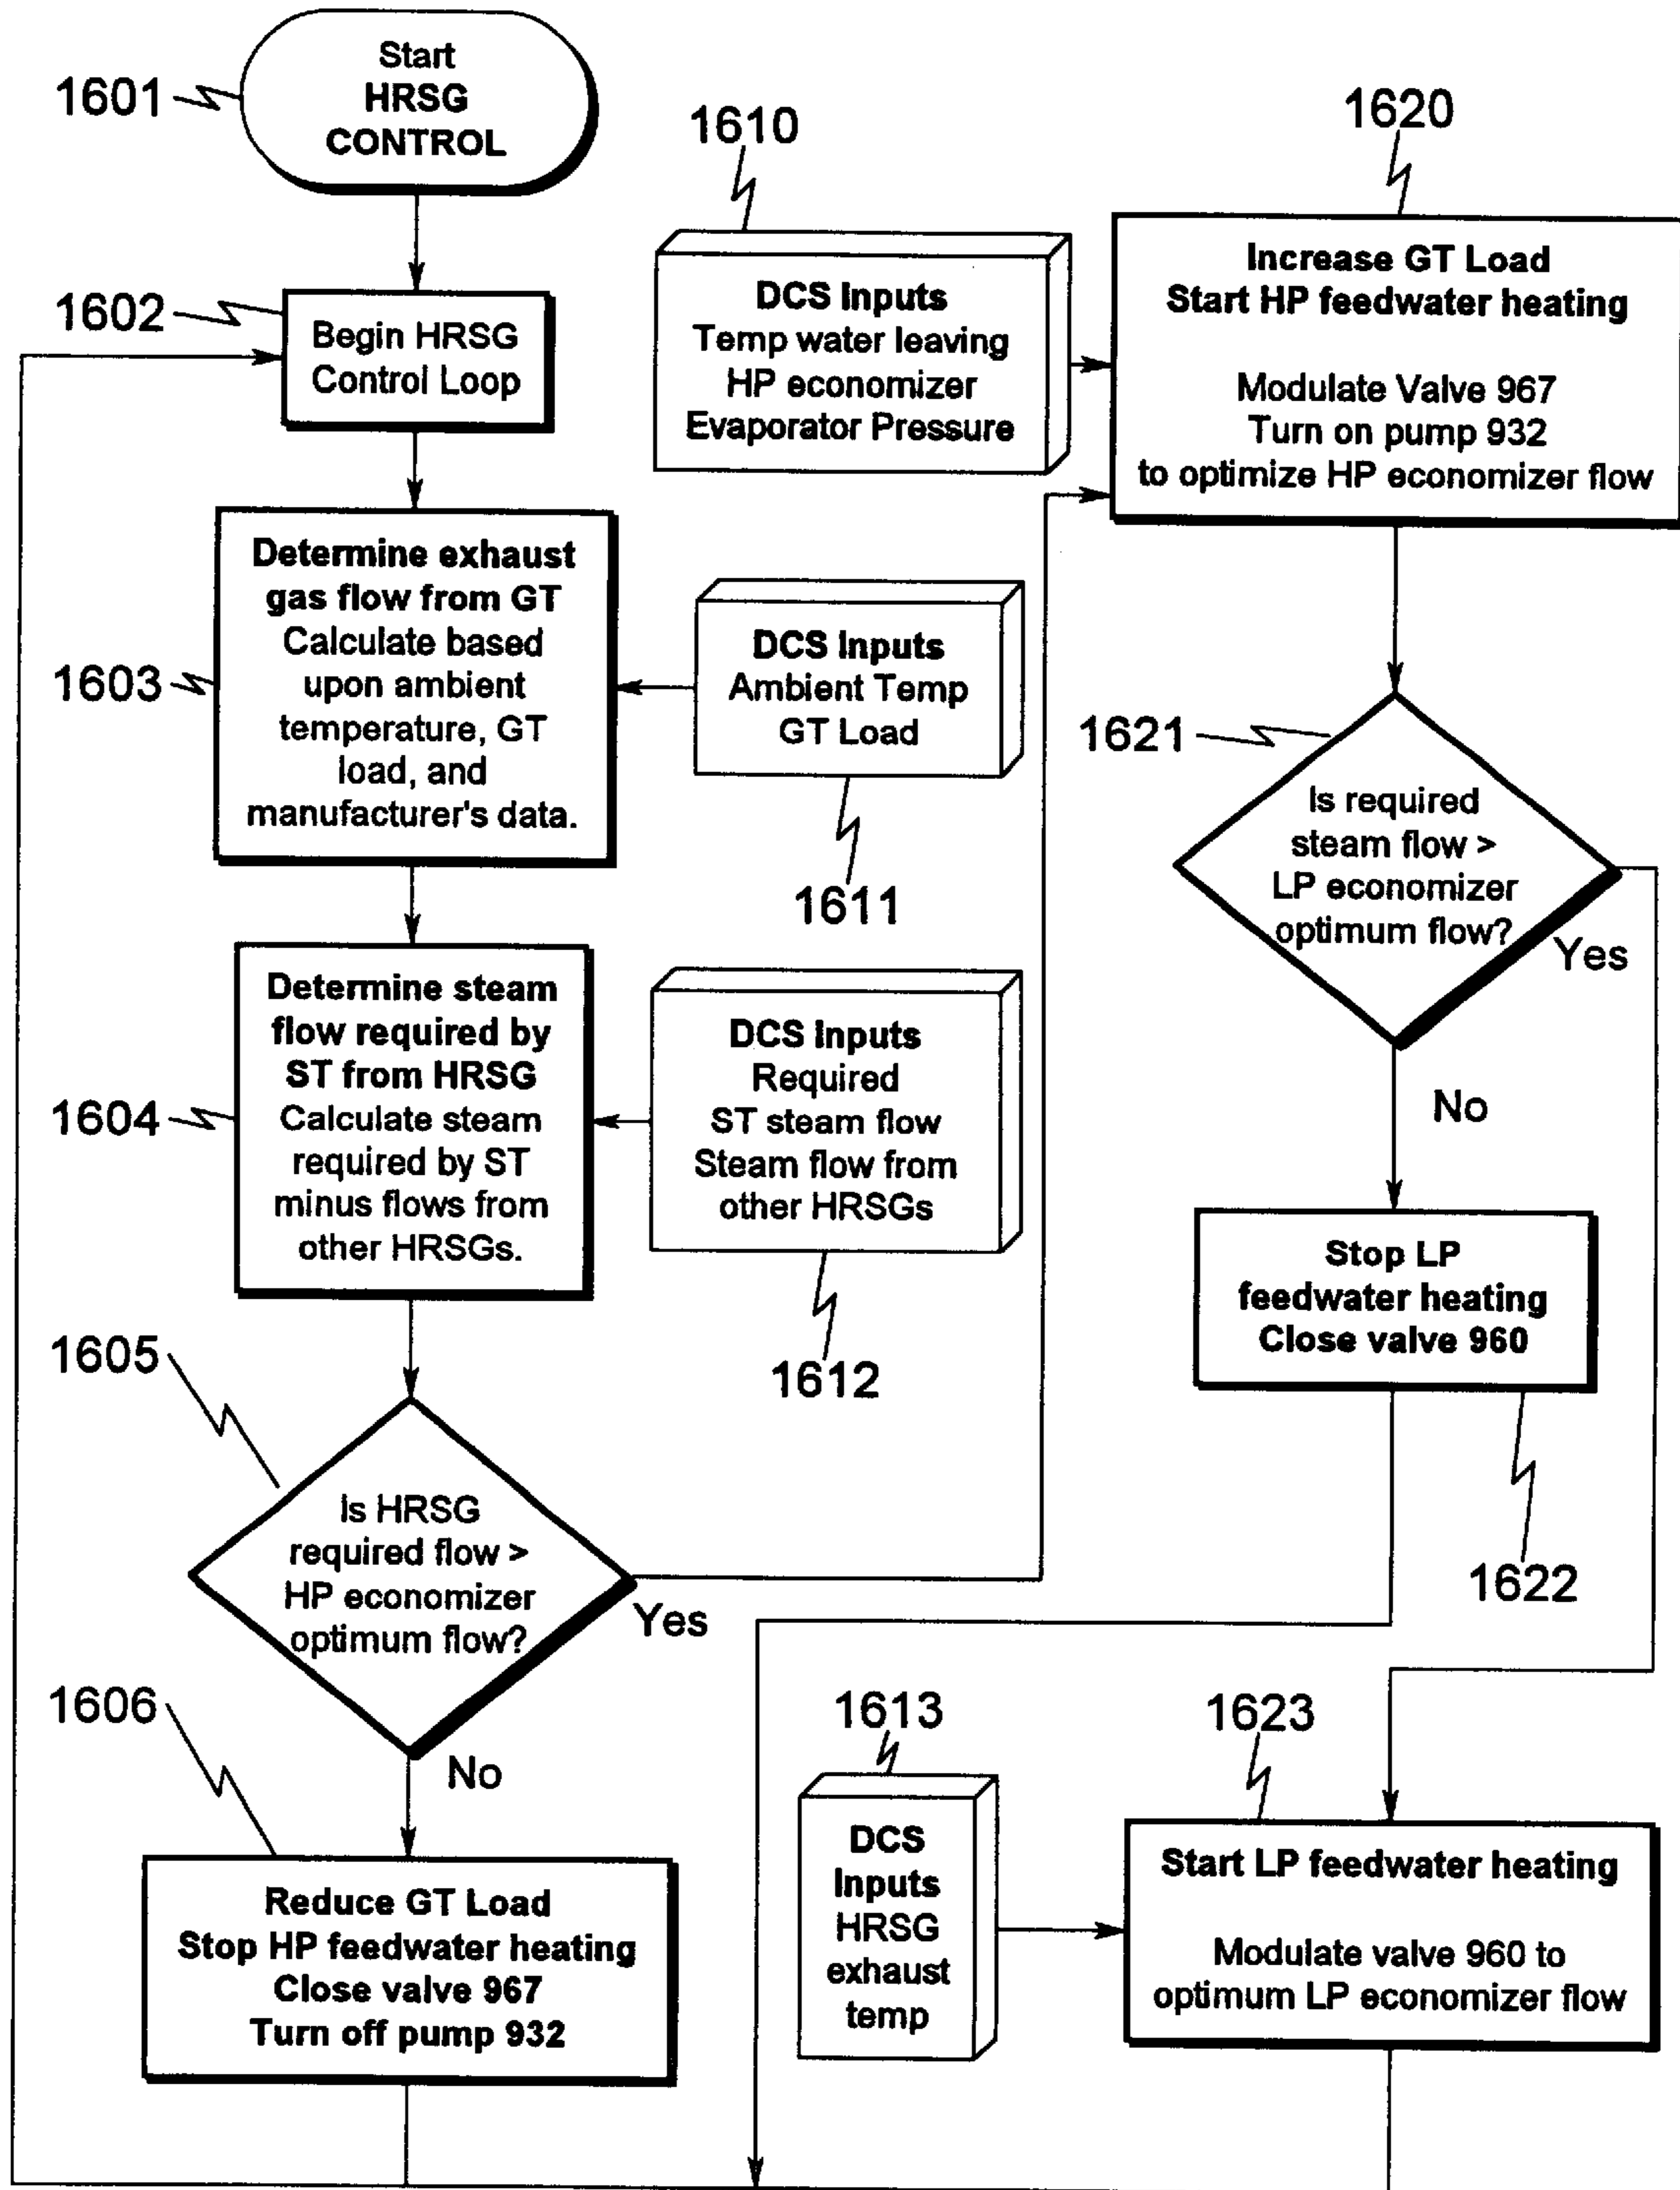 1601
Start
HRSG
CONTROL
1602
Begin HRSG
Control Loop
1603
Determine exhaust
gas flow from GT
Calculate based
upon ambient
temperature, GT
load, and
manufacturer's data.
1604
Determine steam
flow required by
ST from HRSG
Calculate steam
required by ST
minus flows from
other HRSGs.
1605
Is HRSG
required flow >
HP economizer
optimum flow?
Yes
No
1606
Reduce GT Load
Stop HP feedwater heating
Close valve 967
Turn off pump 932
1610
DCS Inputs
Temp water leaving
HP economizer
Evaporator Pressure
DCS Inputs
Ambient Temp
GT Load
1611
DCS Inputs
Required
ST steam flow
Steam flow from
other HRSGs
1612
1613
DCS
Inputs
HRSG
exhaust
temp
1620
Increase GT Load
Start HP feedwater heating
Modulate Valve 967
Turn on pump 932
to optimize HP economizer flow
1621
Is required
steam flow >
LP economizer
optimum flow?
Yes
No
Stop LP
feedwater heating
Close valve 960
1622
1623
Start LP feedwater heating
Modulate valve 960 to
optimum LP economizer flow